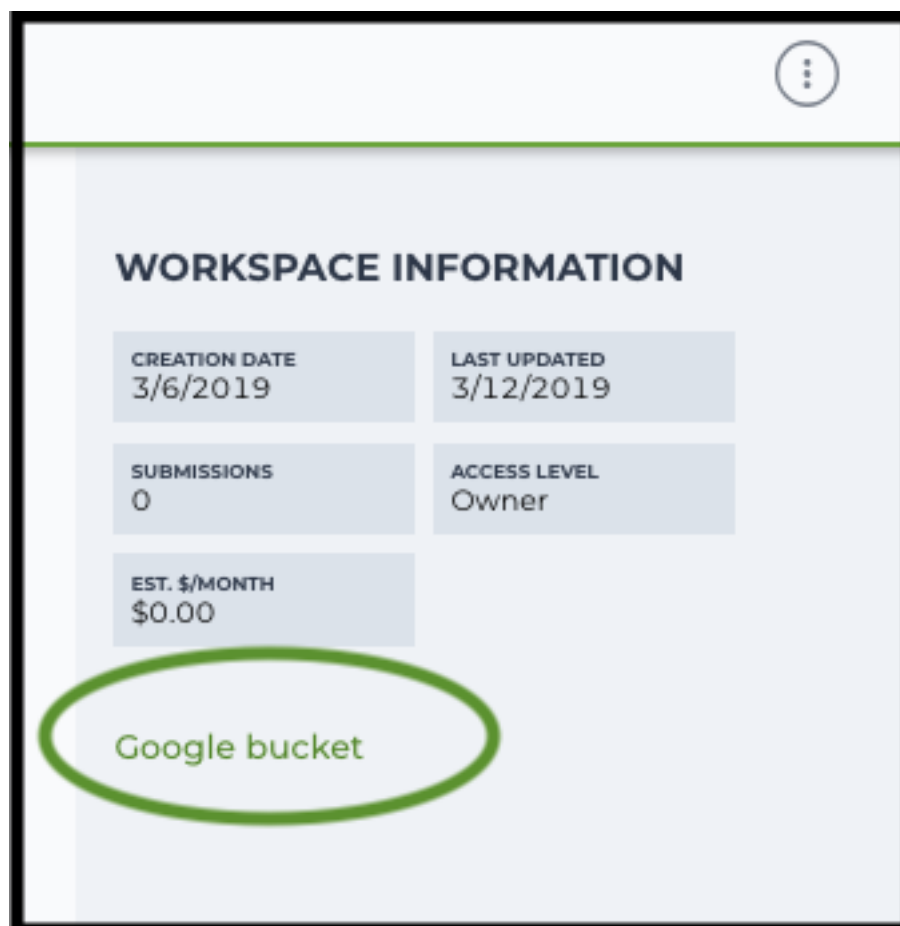 WORKSPACE INFORMATION
CREATION DATE
3/6/2019
LAST UPDATED
3/12/2019
SUBMISSIONS
0
ACCESS LEVEL
Owner
EST. $/MONTH
$0.00
Google bucket